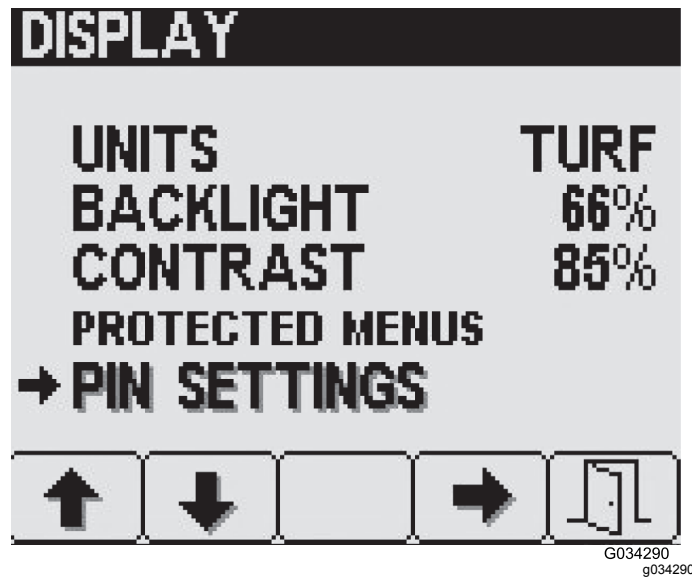 DISPLAY
UNITS TURF
BACKLIGHT 66%
CONTRAST 85%
PROTECTED MENUS
PIN SETTINGS
G034290
g034290